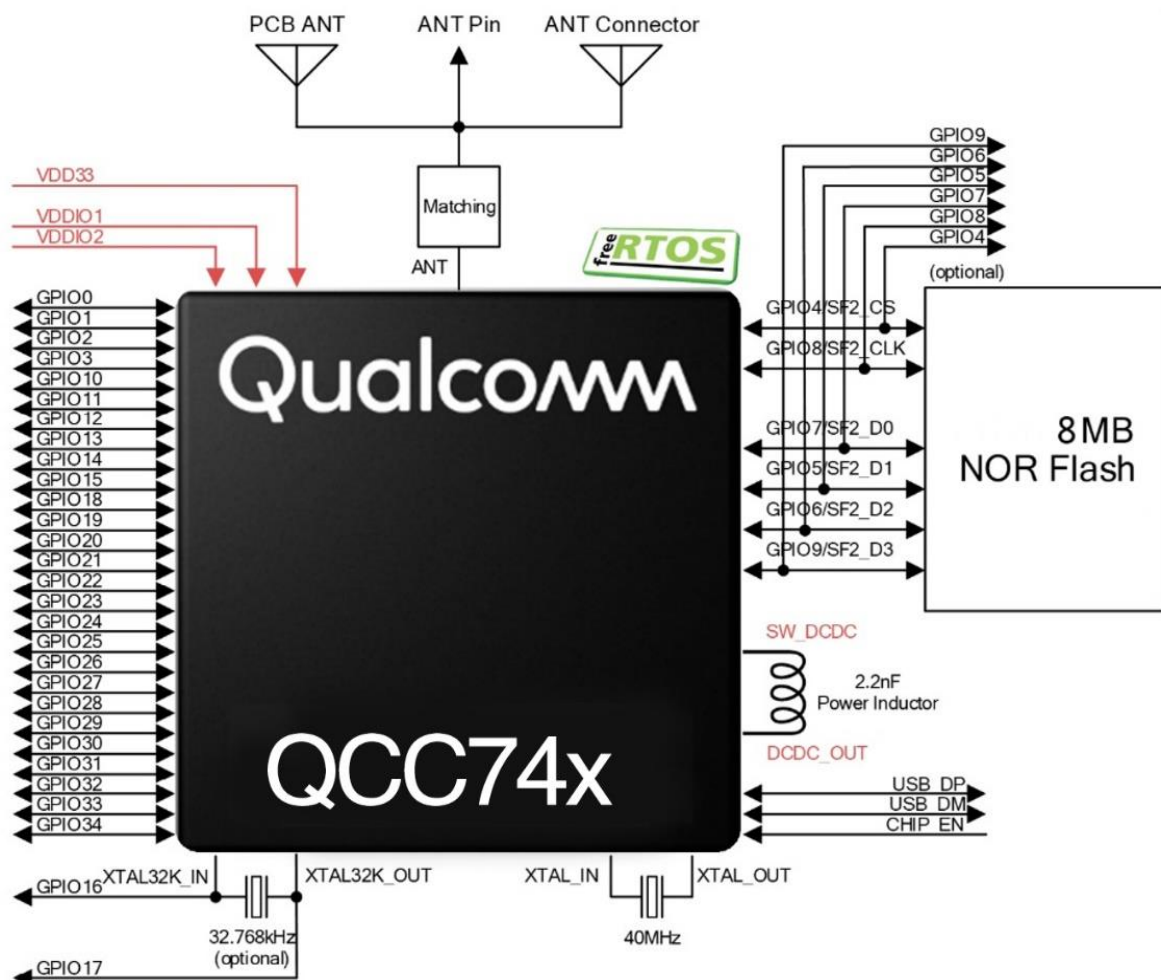 PCB ANT
ANT Pin
ANT Connector
GPIO9
GPIO6
GPIO5
GPIO7
GPIO8
GPIO4
(optional)
VDD33
VDDIO1
VDDIO2
Matching
ANT
free RTOS
GPIO0
GPIO1
GPIO2
GPIO3
GPIO10
GPIO11
GPIO12
GPIO13
GPIO14
GPIO15
GPIO18
GPIO19
GPIO20
GPIO21
GPIO22
GPIO23
GPIO24
GPIO25
GPIO26
GPIO27
GPIO28
GPIO29
GPIO30
GPIO31
GPIO32
GPIO33
GPIO34
Qualcomm
QCC74x
GPIO4/SF2_CS
GPIO8/SF2_CLK
GPIO7/SF2_D0
GPIO5/SF2_D1
GPIO6/SF2_D2
GPIO9/SF2_D3
8MB
NOR Flash
SW_DCDC
2.2nF
Power Inductor
DCDC_OUT
USB_DP
USB_DM
CHIP_EN
XTAL32K_IN
XTAL32K_OUT
XTAL_IN
XTAL_OUT
GPIO16
32.768kHz
(optional)
40MHz
GPIO17